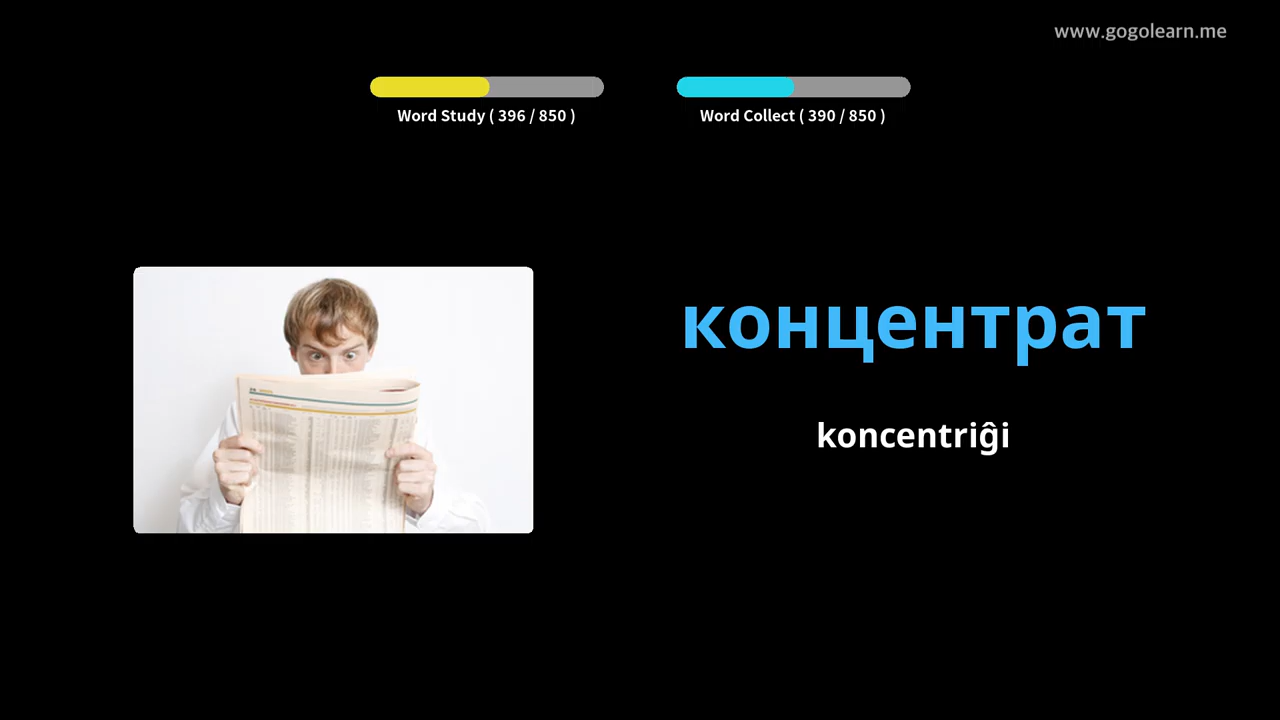 www.gogolearn.me
Word Study ( 396 / 850 )
Word Collect ( 390 / 850 )
концентрат
koncentriĝi